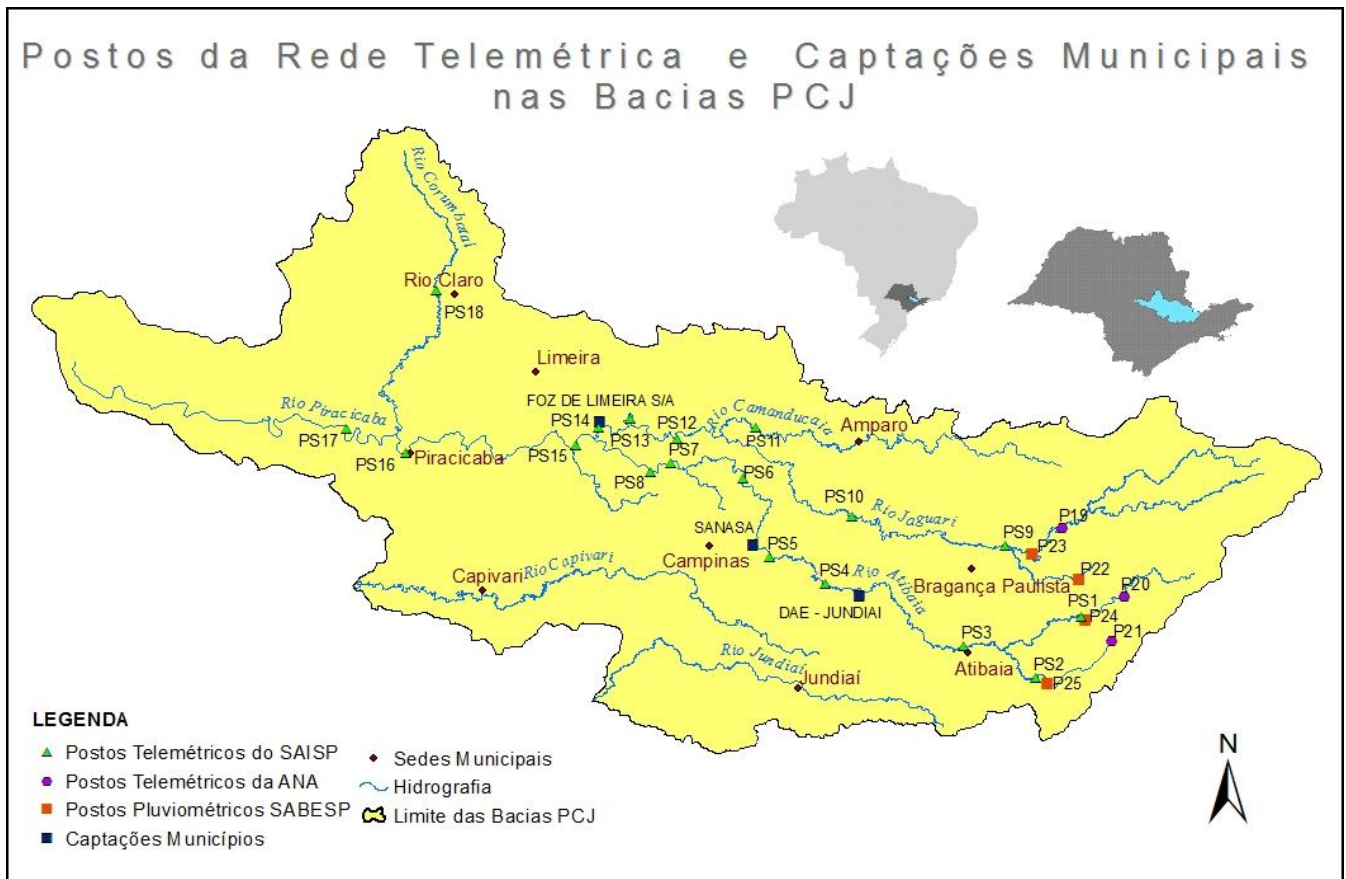 Postos da Rede Telemétrica e Captações Municipais
nas Bacias PCJ
Rio Corumbataí
Rio Claro
PS18
Limeira
FOZ DE LIMEIRA S/A
Rio Piracicaba
PS17
PS16
Piracicaba
PS15
PS14
PS13
PS12
PS7
PS8
Rio Camanducaia
PS11
Amparo
PS6
PS10
Rio Jaguari
PS9
P19
P23
SANASA
PS5
Campinas
PS4
Rio Atibaia
Bragança Paulista
P22
P20
DAE - JUNDIAI
PS1
P24
P21
Capivari
Rio Capivari
PS3
Atibaia
PS2
P25
Rio Jundiaí
Jundiaí
LEGENDA
Postos Telemétricos do SAISP
Postos Telemétricos da ANA
Postos Pluviométricos SABESP
Captações Municípios
Sedes Municipais
Hidrografia
Limite das Bacias PCJ
N